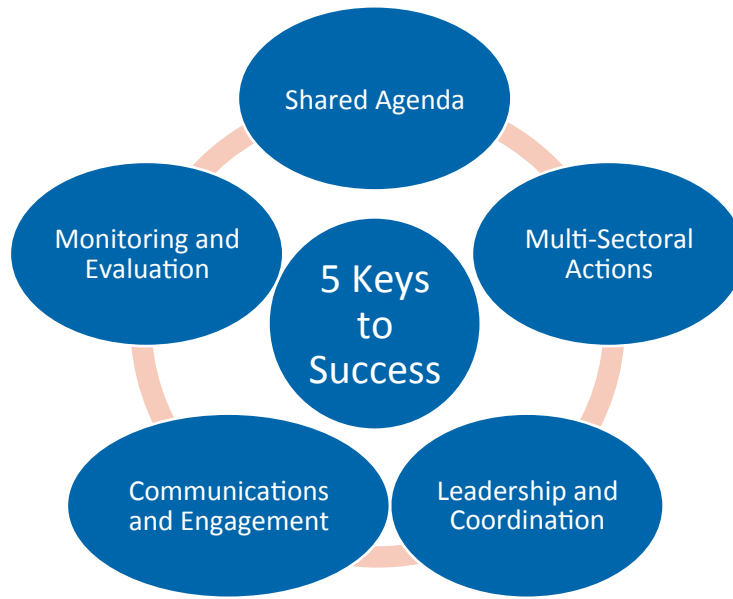 Shared Agenda
Multi-Sectoral
Actions
Leadership and
Coordination
Communications
and Engagement
Monitoring and
Evaluation
5 Keys
to
Success